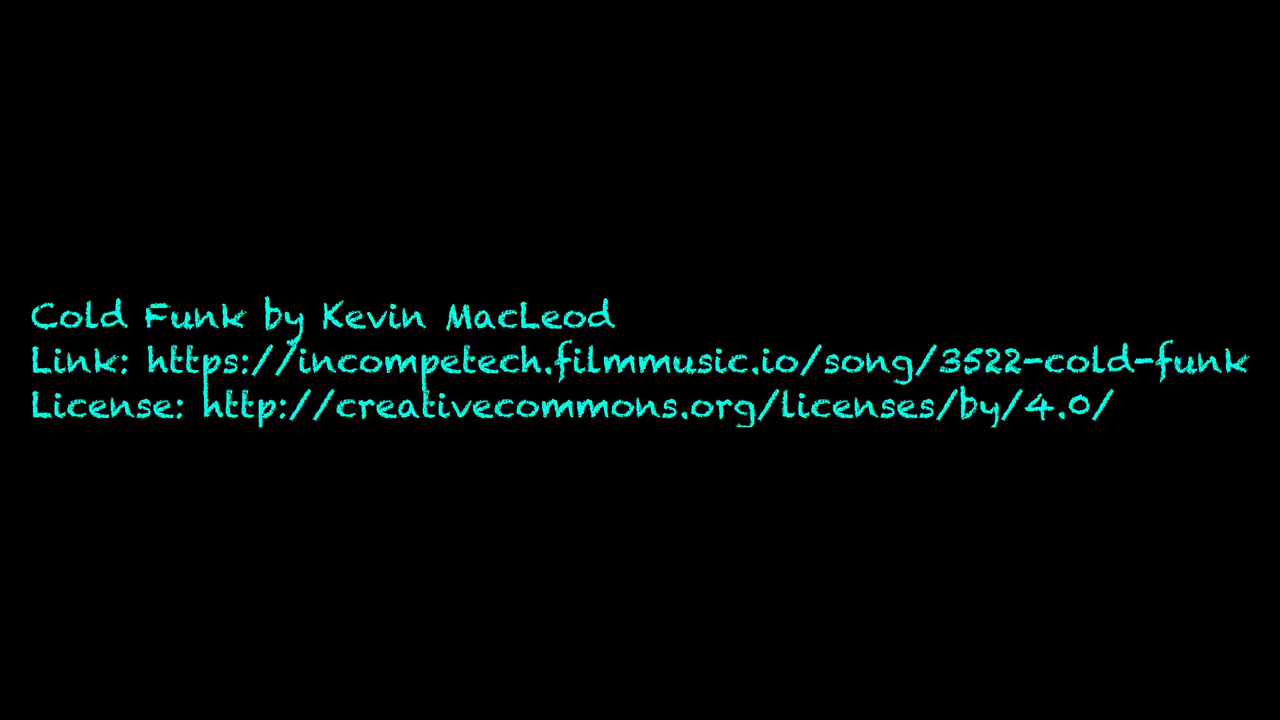 Cold Funk by Kevin MacLeod
Link: https://incompetech.filmmusic.io/song/3522-cold-funk
License: http://creativecommons.org/licenses/by/4.0/